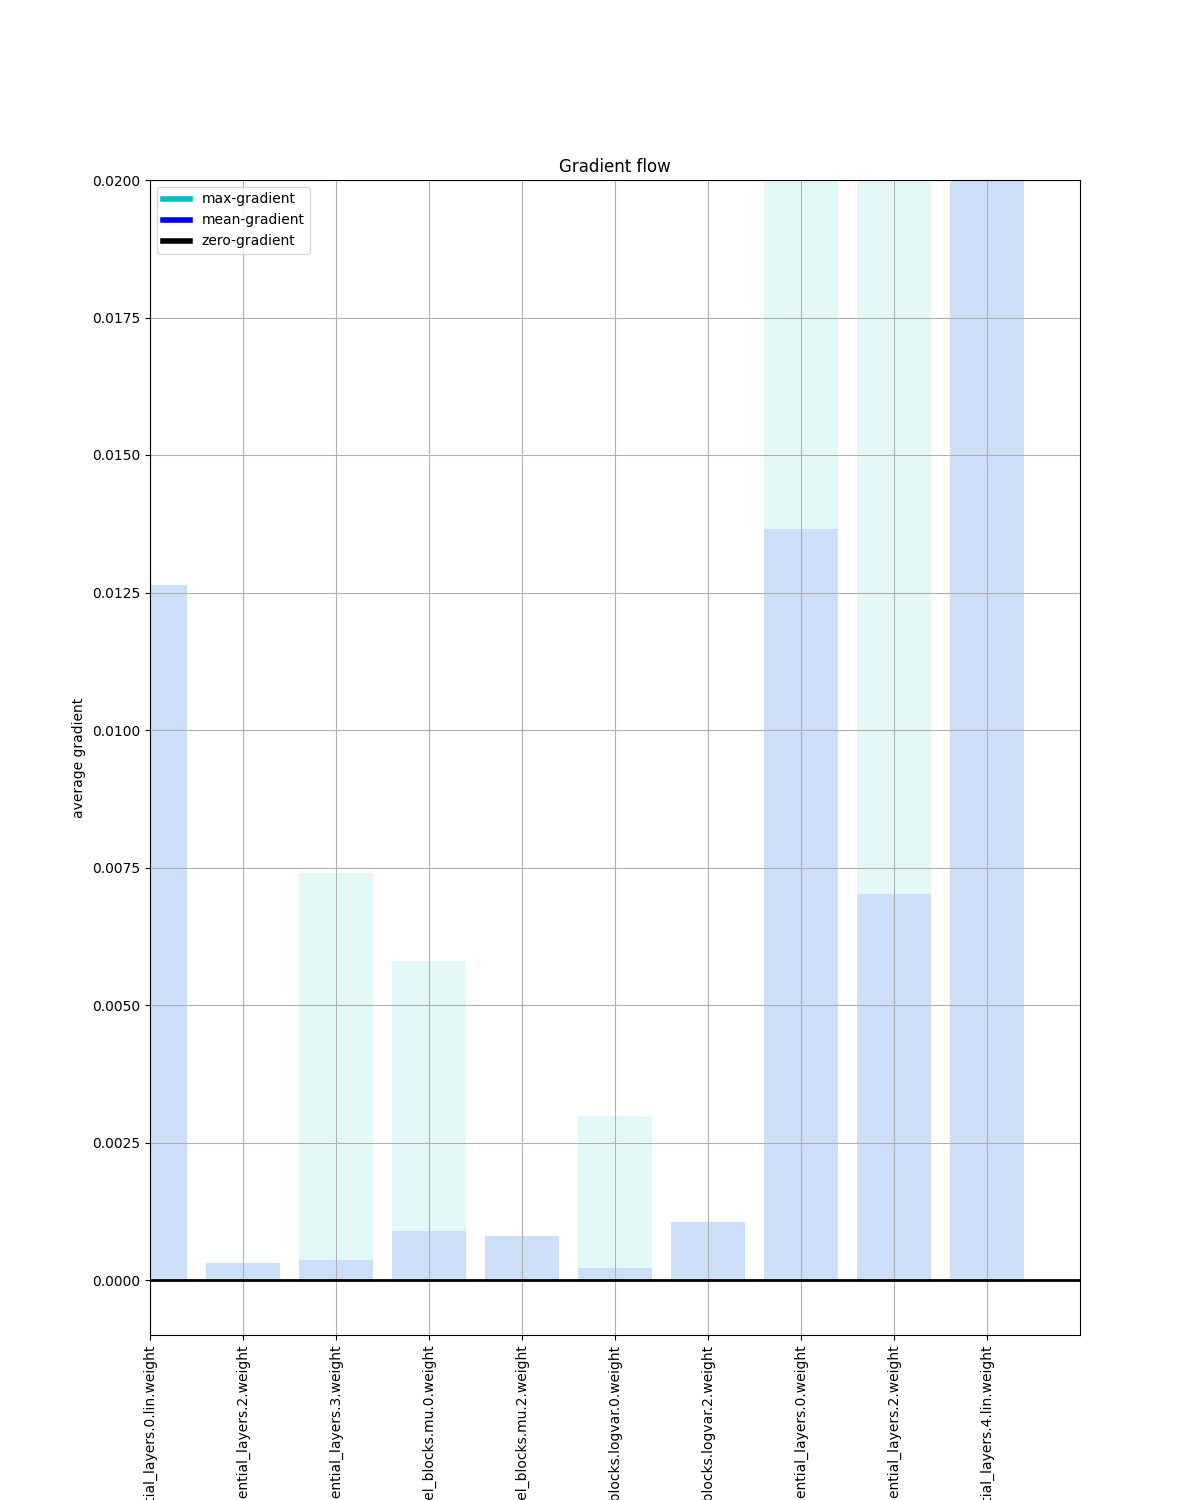 Gradient flow
max-gradient
mean-gradient
zero-gradient
average gradient
0.0200
0.0175
0.0150
0.0125
0.0100
0.0075
0.0050
0.0025
0.0000
tial_layers.0.lin.weight
ential_layers.2.weight
ential_layers.3.weight
el_blocks.mu.0.weight
el_blocks.mu.2.weight
blocks.logvar.0.weight
blocks.logvar.2.weight
ential_layers.0.weight
ential_layers.2.weight
tial_layers.4.lin.weight